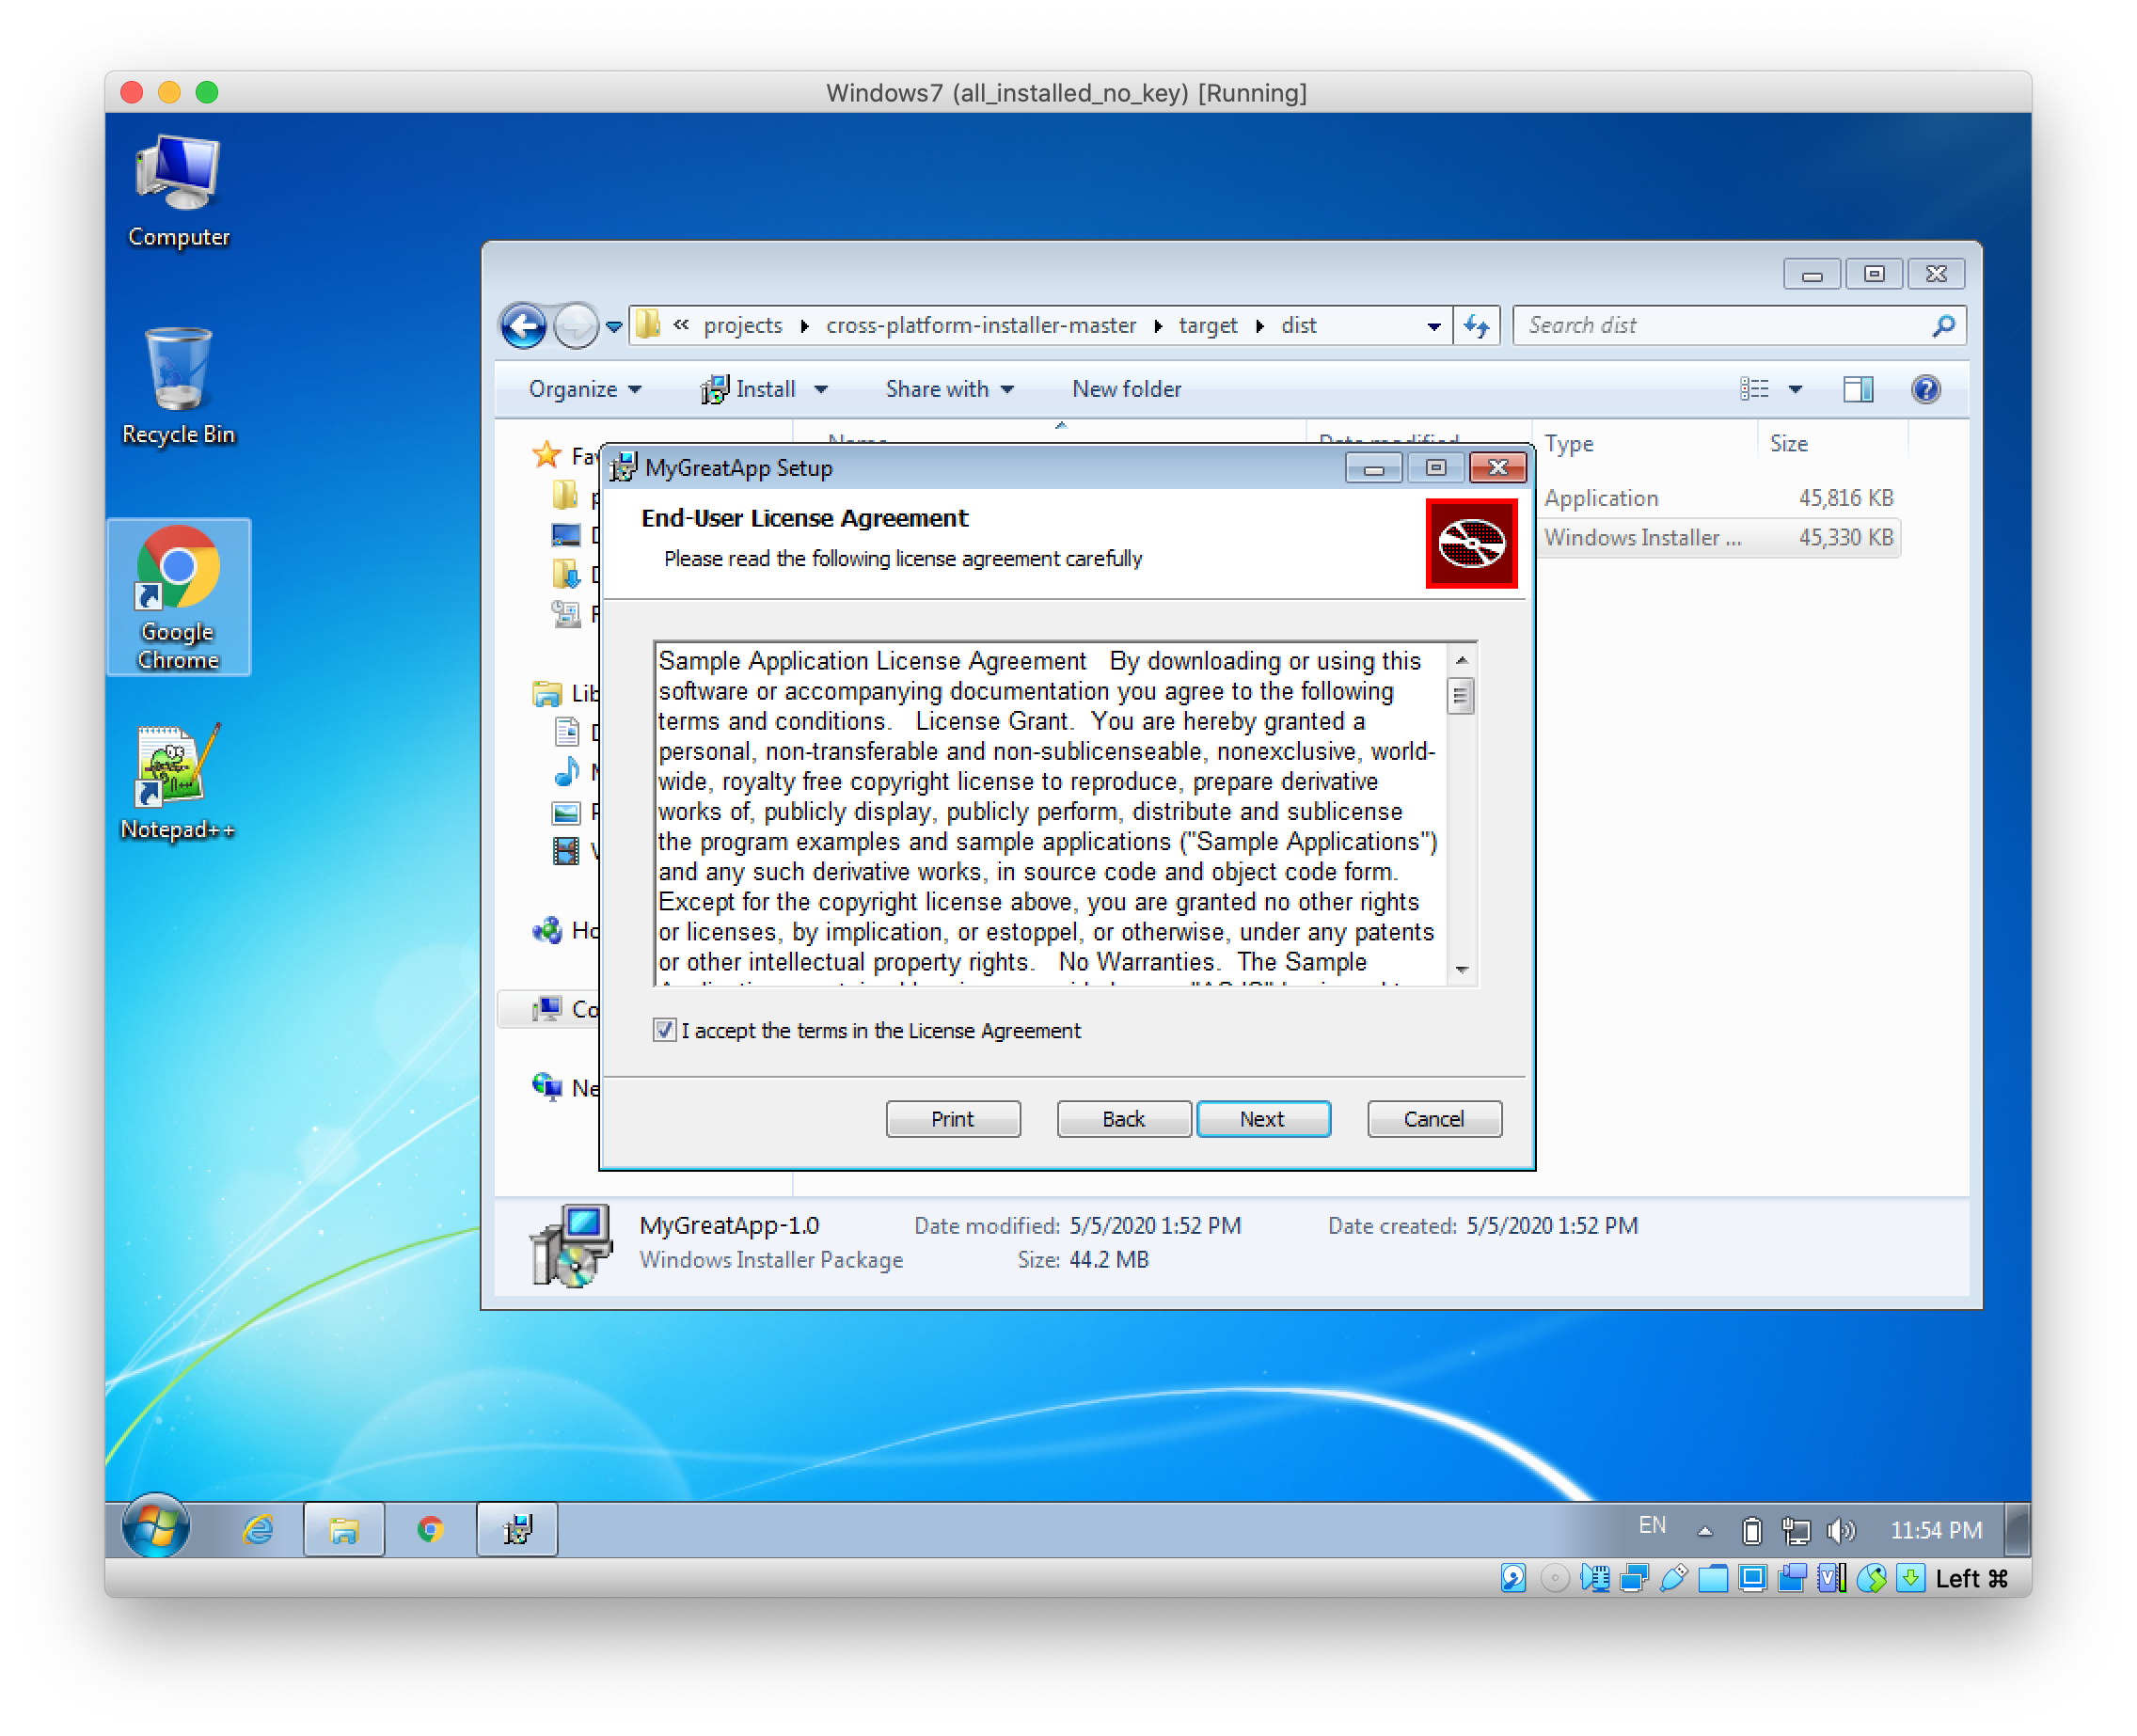 Windows7 (all_installed_no_key) [Running]
Computer
Recycle Bin
Google
Chrome
Notepad++
« projects ▸ cross-platform-installer-master ▸ target ▸ dist
Search dist
Organize
Install
Share with
New folder
Name
Date modified
Type
Size
Application
45,816 KB
Windows Installer ...
45,330 KB
Fav
Lib
Ho
Co
Ne
MyGreatApp Setup
End-User License Agreement
Please read the following license agreement carefully
Sample Application License Agreement   By downloading or using this
software or accompanying documentation you agree to the following
terms and conditions.   License Grant.  You are hereby granted a
personal, non-transferable and non-sublicenseable, nonexclusive, world-
wide, royalty free copyright license to reproduce, prepare derivative
works of, publicly display, publicly perform, distribute and sublicense
the program examples and sample applications ("Sample Applications")
and any such derivative works, in source code and object code form.
Except for the copyright license above, you are granted no other rights
or licenses, by implication, or estoppel, or otherwise, under any patents
or other intellectual property rights.   No Warranties.  The Sample
I accept the terms in the License Agreement
Print
Back
Next
Cancel
MyGreatApp-1.0
Date modified: 5/5/2020 1:52 PM
Date created: 5/5/2020 1:52 PM
Windows Installer Package
Size: 44.2 MB
EN
11:54 PM
Left ⌘